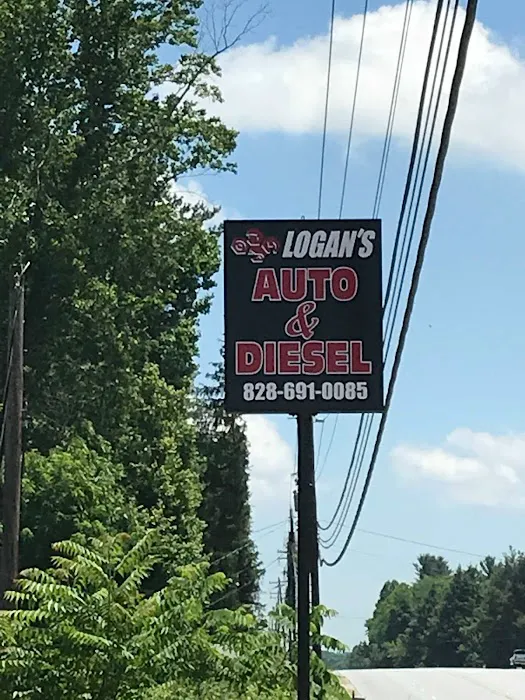 LOGAN'S
AUTO
&
DIESEL
828-691-0085